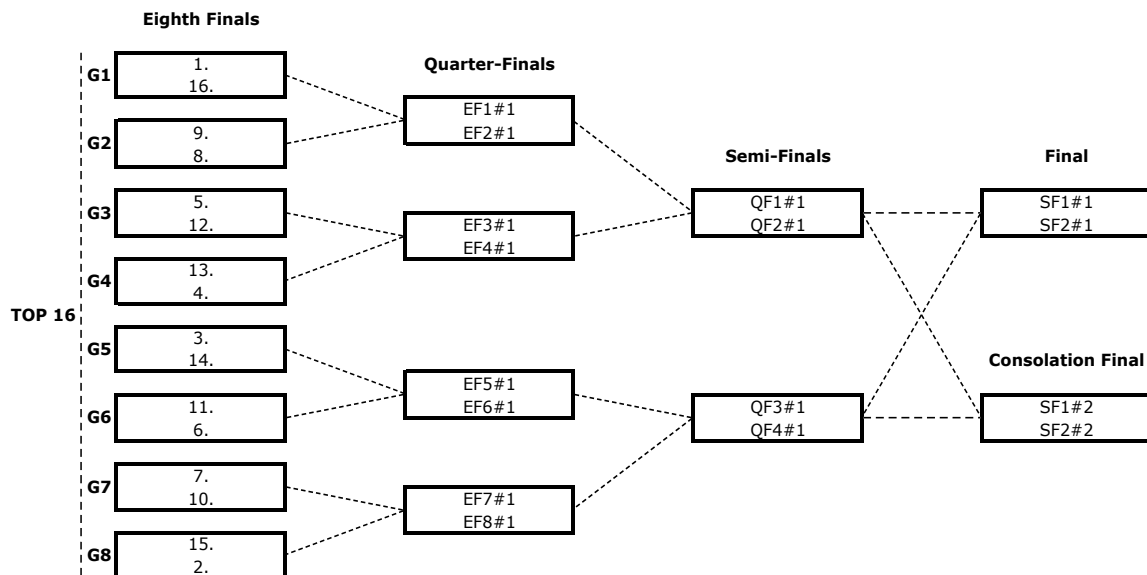 Eighth Finals
Quarter-Finals
Semi-Finals
Final
Consolation Final
TOP 16
G1
1.
16.
G2
9.
8.
G3
5.
12.
G4
13.
4.
G5
3.
14.
G6
11.
6.
G7
7.
10.
G8
15.
2.
EF1#1
EF2#1
EF3#1
EF4#1
EF5#1
EF6#1
EF7#1
EF8#1
QF1#1
QF2#1
QF3#1
QF4#1
SF1#1
SF2#1
SF1#2
SF2#2